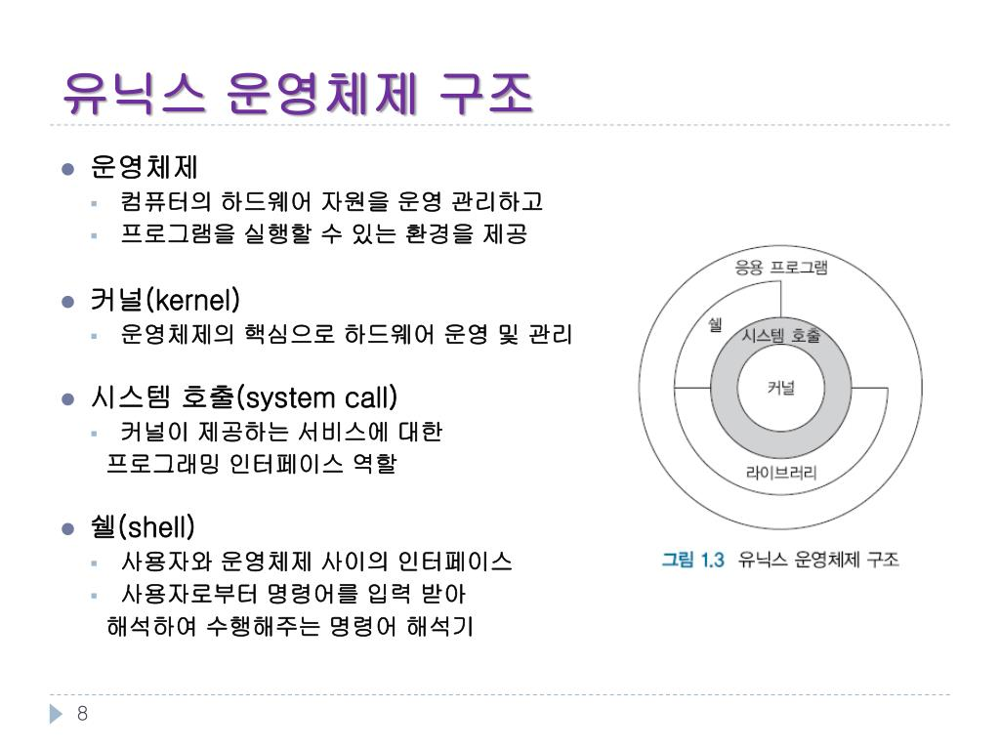 유닉스 운영체제 구조
운영체제
컴퓨터의 하드웨어 자원을 운영 관리하고
프로그램을 실행할 수 있는 환경을 제공
커널(kernel)
운영체제의 핵심으로 하드웨어 운영 및 관리
시스템 호출(system call)
커널이 제공하는 서비스에 대한
프로그래밍 인터페이스 역할
쉘(shell)
사용자와 운영체제 사이의 인터페이스
사용자로부터 명령어를 입력 받아
해석하여 수행해주는 명령어 해석기
응용 프로그램
쉘
시스템 호출
커널
라이브러리
그림 1.3 유닉스 운영체제 구조
8